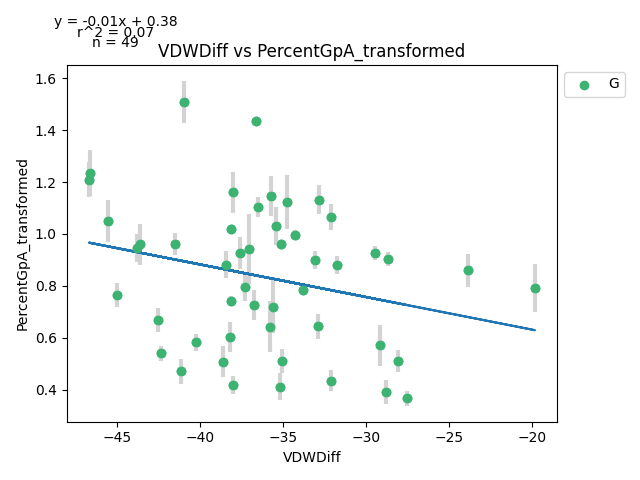 y = -0.01x + 0.38
r^2 = 0.07
n = 49
VDWDiff vs PercentGpA_transformed
G
PercentGpA_transformed
1.6
1.4
1.2
1.0
0.8
0.6
0.4
−45
−40
−35
−30
−25
−20
VDWDiff